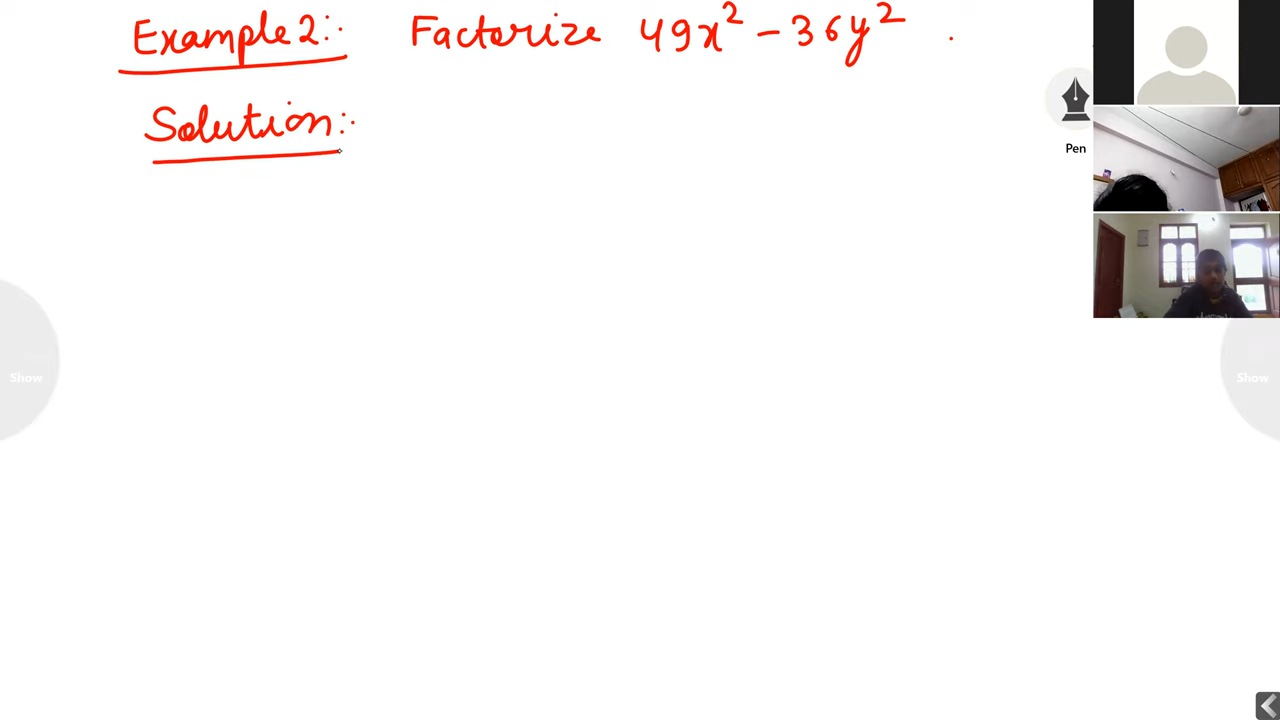 Example 2:- Factorize 49x² - 36y² .
Solution:-
Pen
Show
Show